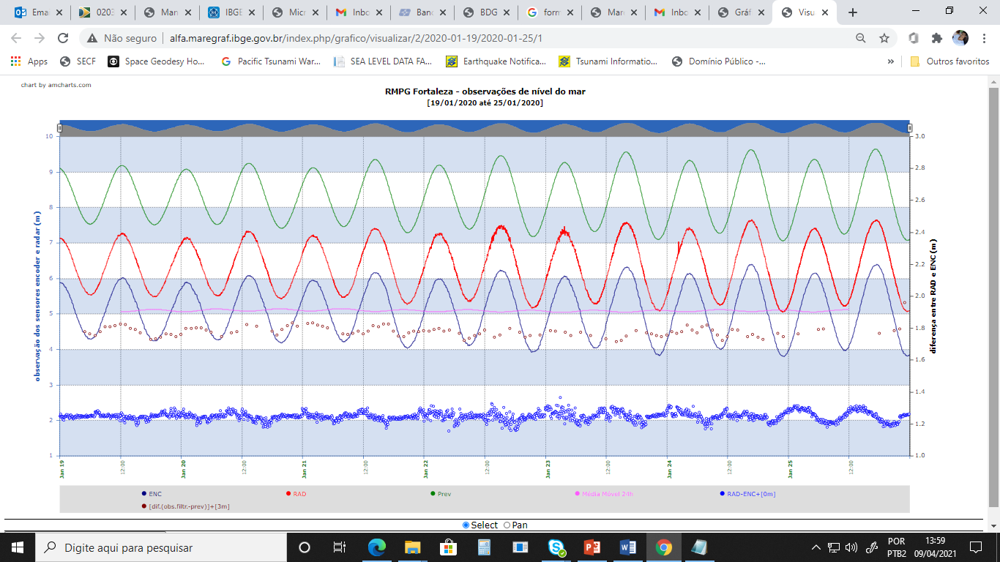 Ema
0203
Man
IBGE
Micr
Inbo
Banc
BDG
form
Mare
Inbo
Gráf
Visu
Não seguro
alfa.maregraf.ibge.gov.br/index.php/grafico/visualizar/2/2020-01-19/2020-01-25/1
Apps
SECF
Space Geodesy Ho...
Pacific Tsunami War...
SEA LEVEL DATA FA...
Earthquake Notifica...
Tsunami Informatio...
Domínio Público -...
»
Outros favoritos
chart by amcharts.com
RMPG Fortaleza - observações de nível do mar
[19/01/2020 até 25/01/2020]
observação dos sensores encoder e radar (m)
10
9
8
7
6
5
4
3
2
1
3.0
2.8
2.6
2.4
2.2
2.0
1.8
1.6
1.4
1.2
1.0
diferença entre RAD e ENC (m)
Jan 19
12:00
Jan 20
12:00
Jan 21
12:00
Jan 22
12:00
Jan 23
12:00
Jan 24
12:00
Jan 25
12:00
ENC
RAD
Prev
Média Móvel 24h
RAD-ENC+[0m]
[dif.(obs.filtr.-prev)]+[3m]
Select
Pan
Digite aqui para pesquisar
POR
PTB2
13:59
09/04/2021